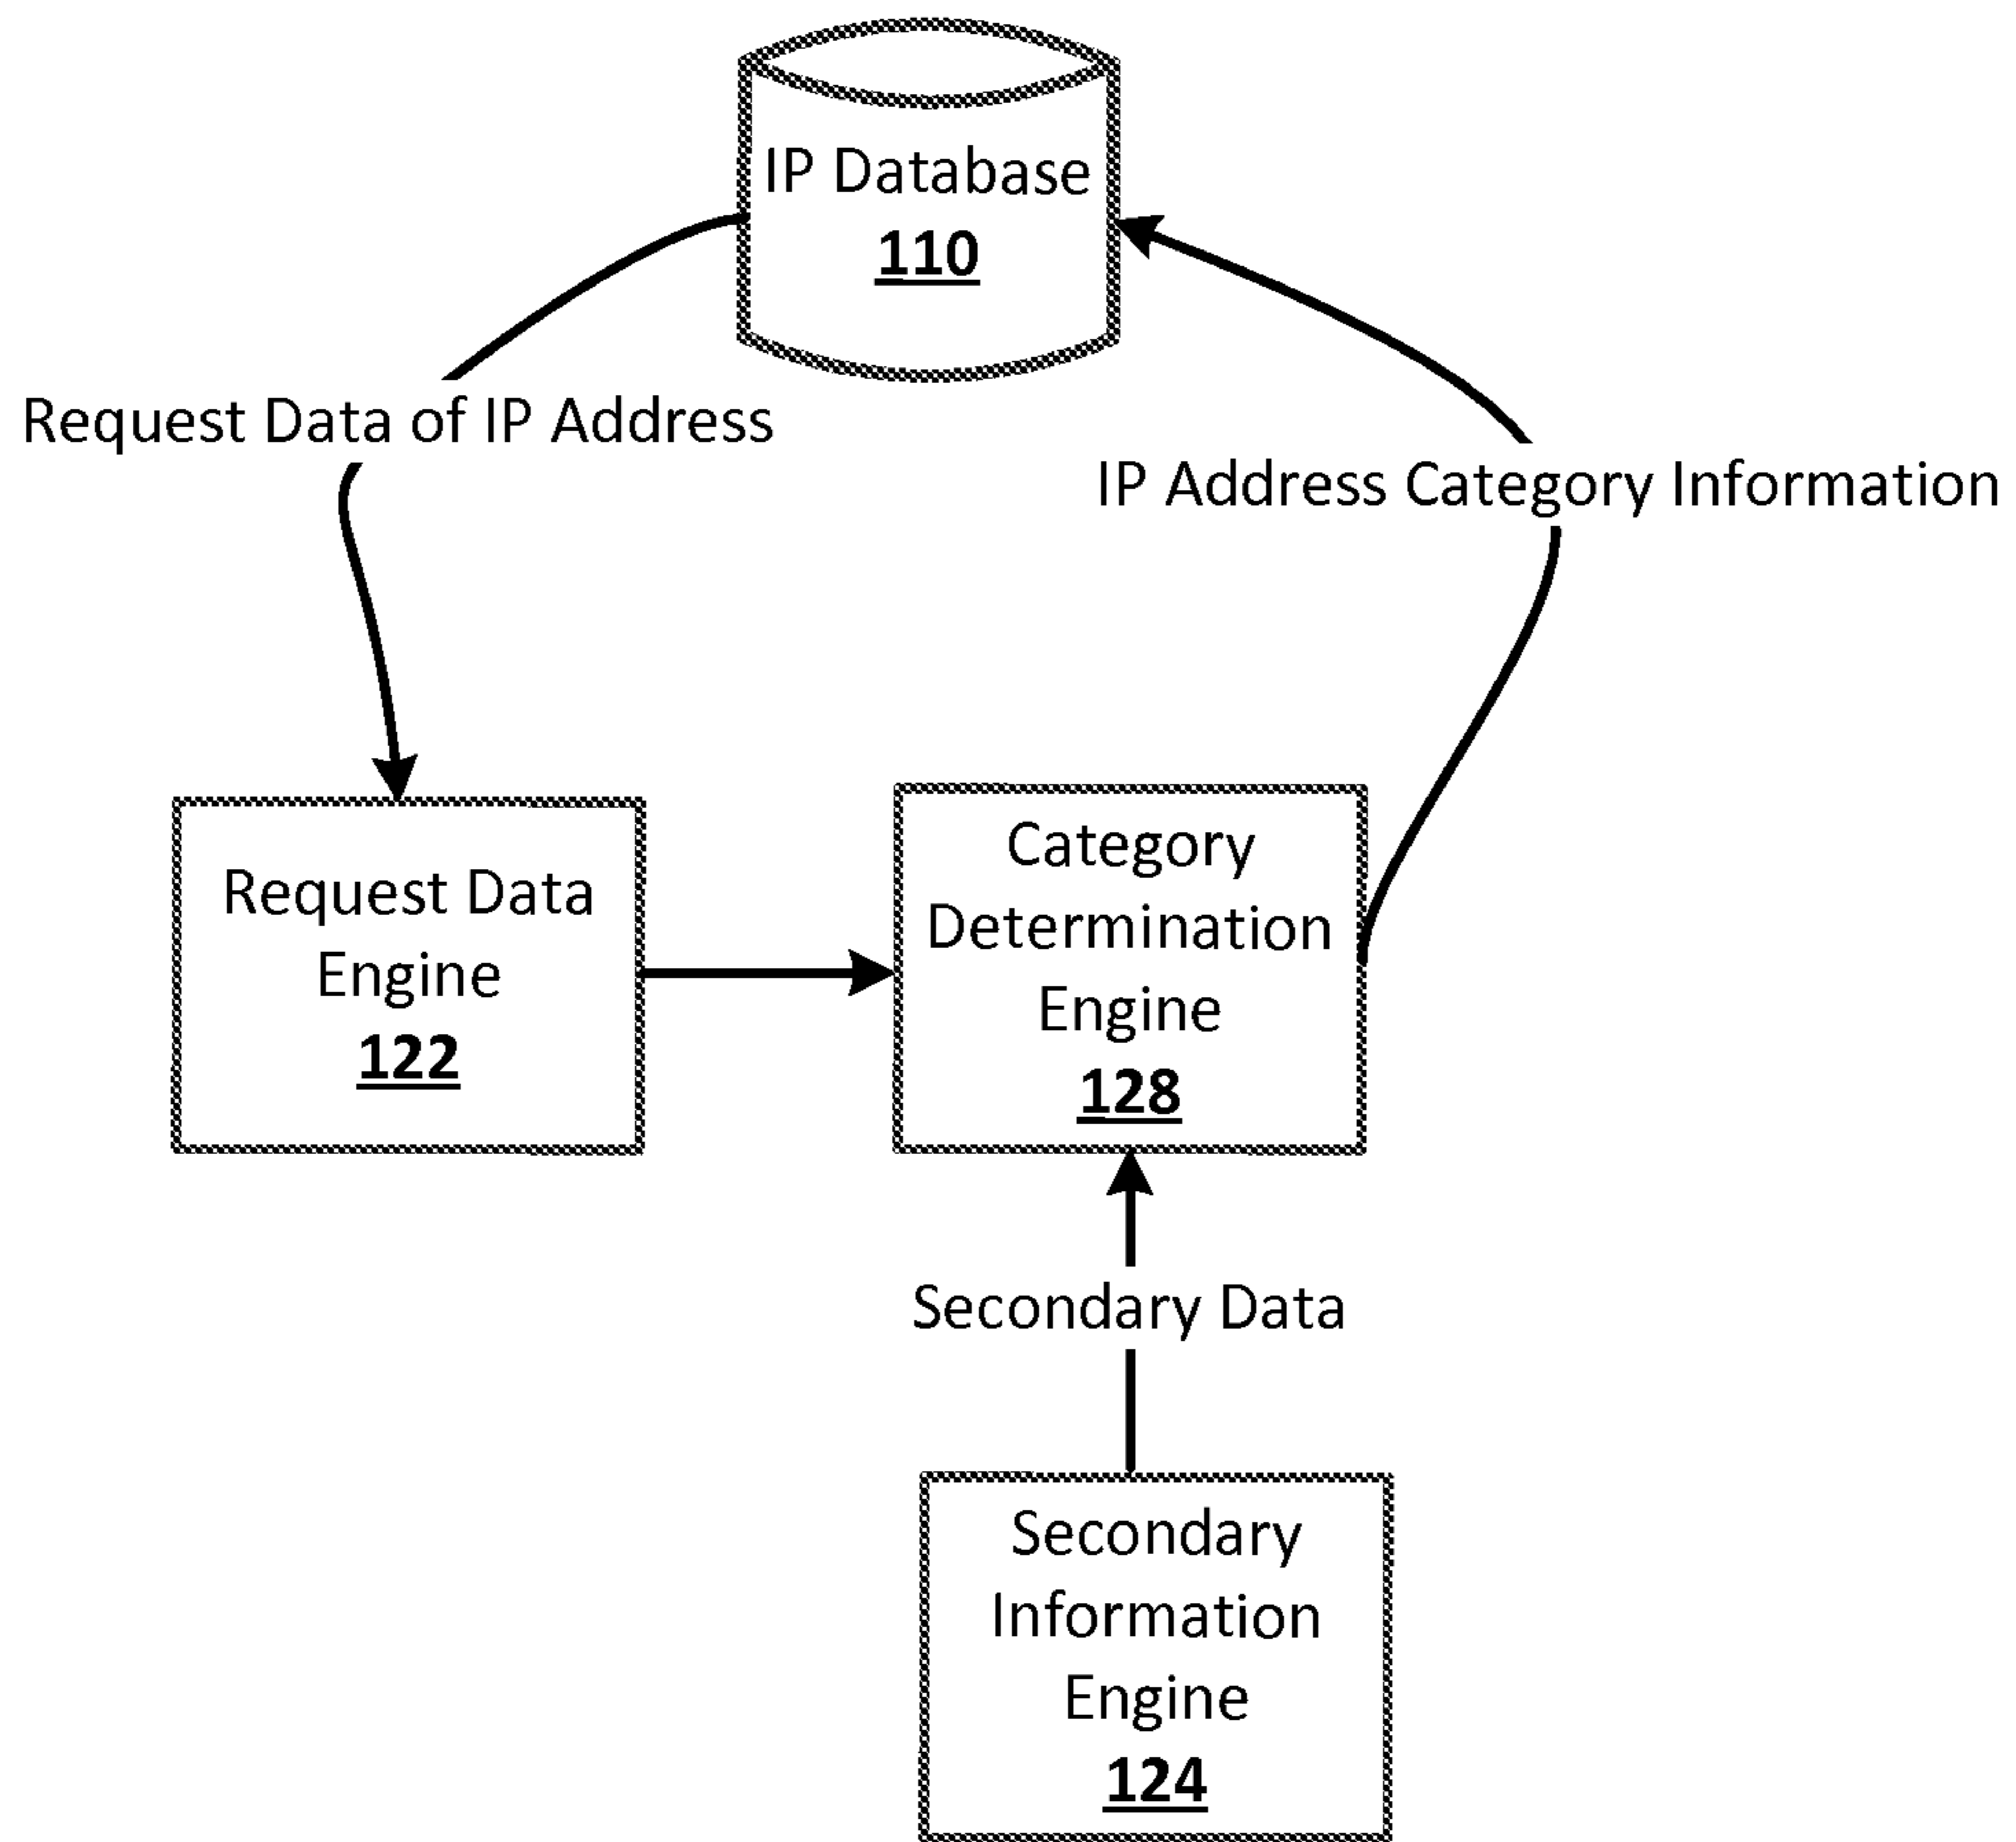 IP Database
110
Request Data of IP Address
IP Address Category Information
Request Data
Engine
122
Category
Determination
Engine
128
Secondary Data
Secondary
Information
Engine
124